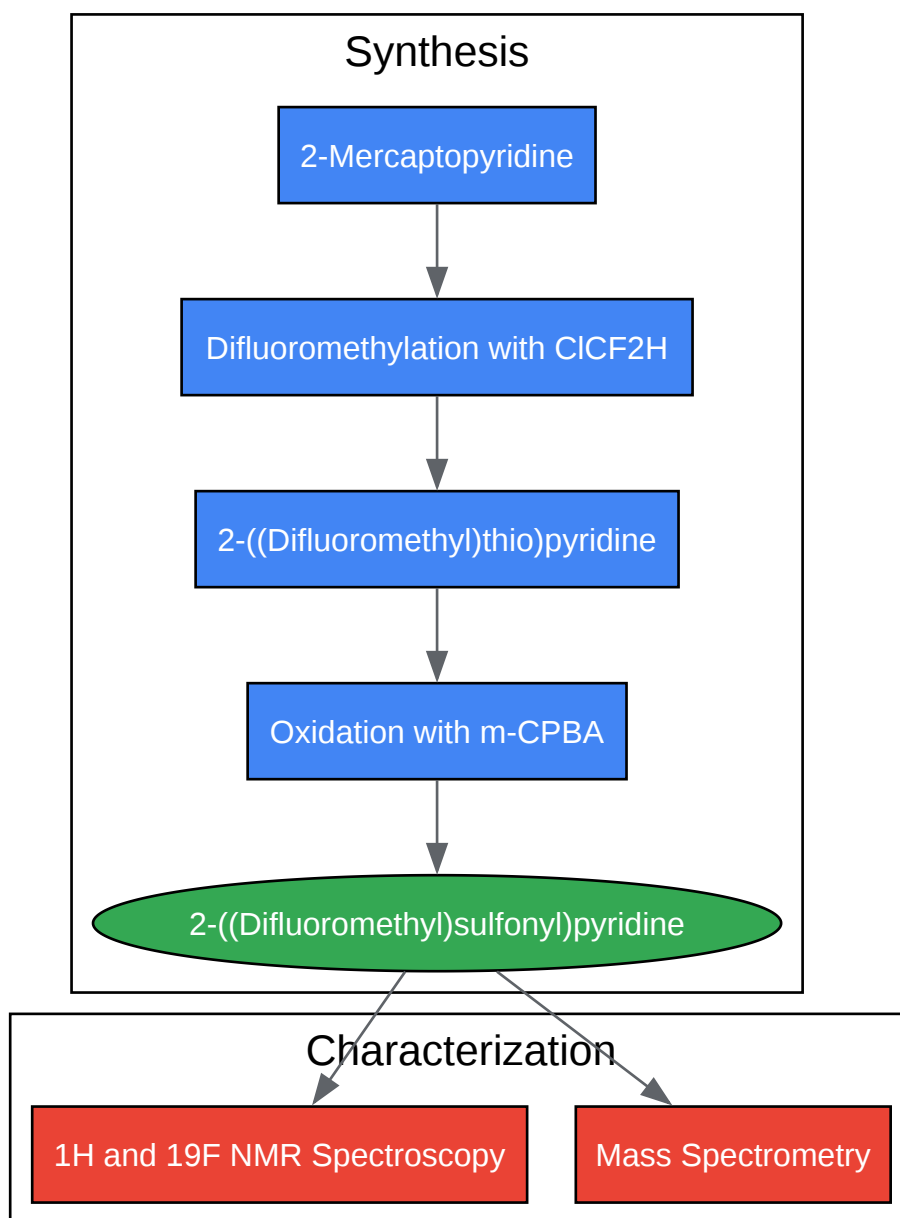 Synthesis
2-Mercaptopyridine
Difluoromethylation with ClCF2H
2-((Difluoromethyl)thio)pyridine
Oxidation with m-CPBA
2-((Difluoromethyl)sulfonyl)pyridine
Characterization
1H and 19F NMR Spectroscopy
Mass Spectrometry